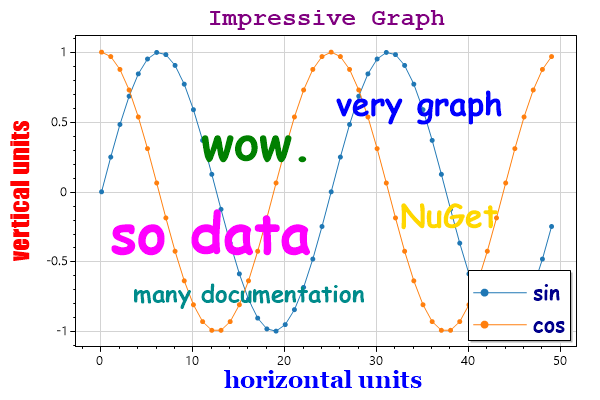 Impressive Graph
1
very graph
0.5
wow.
vertical units
0
NuGet
so data
-0.5
many documentation
sin
cos
-1
0 10 20 30 40 50
horizontal units